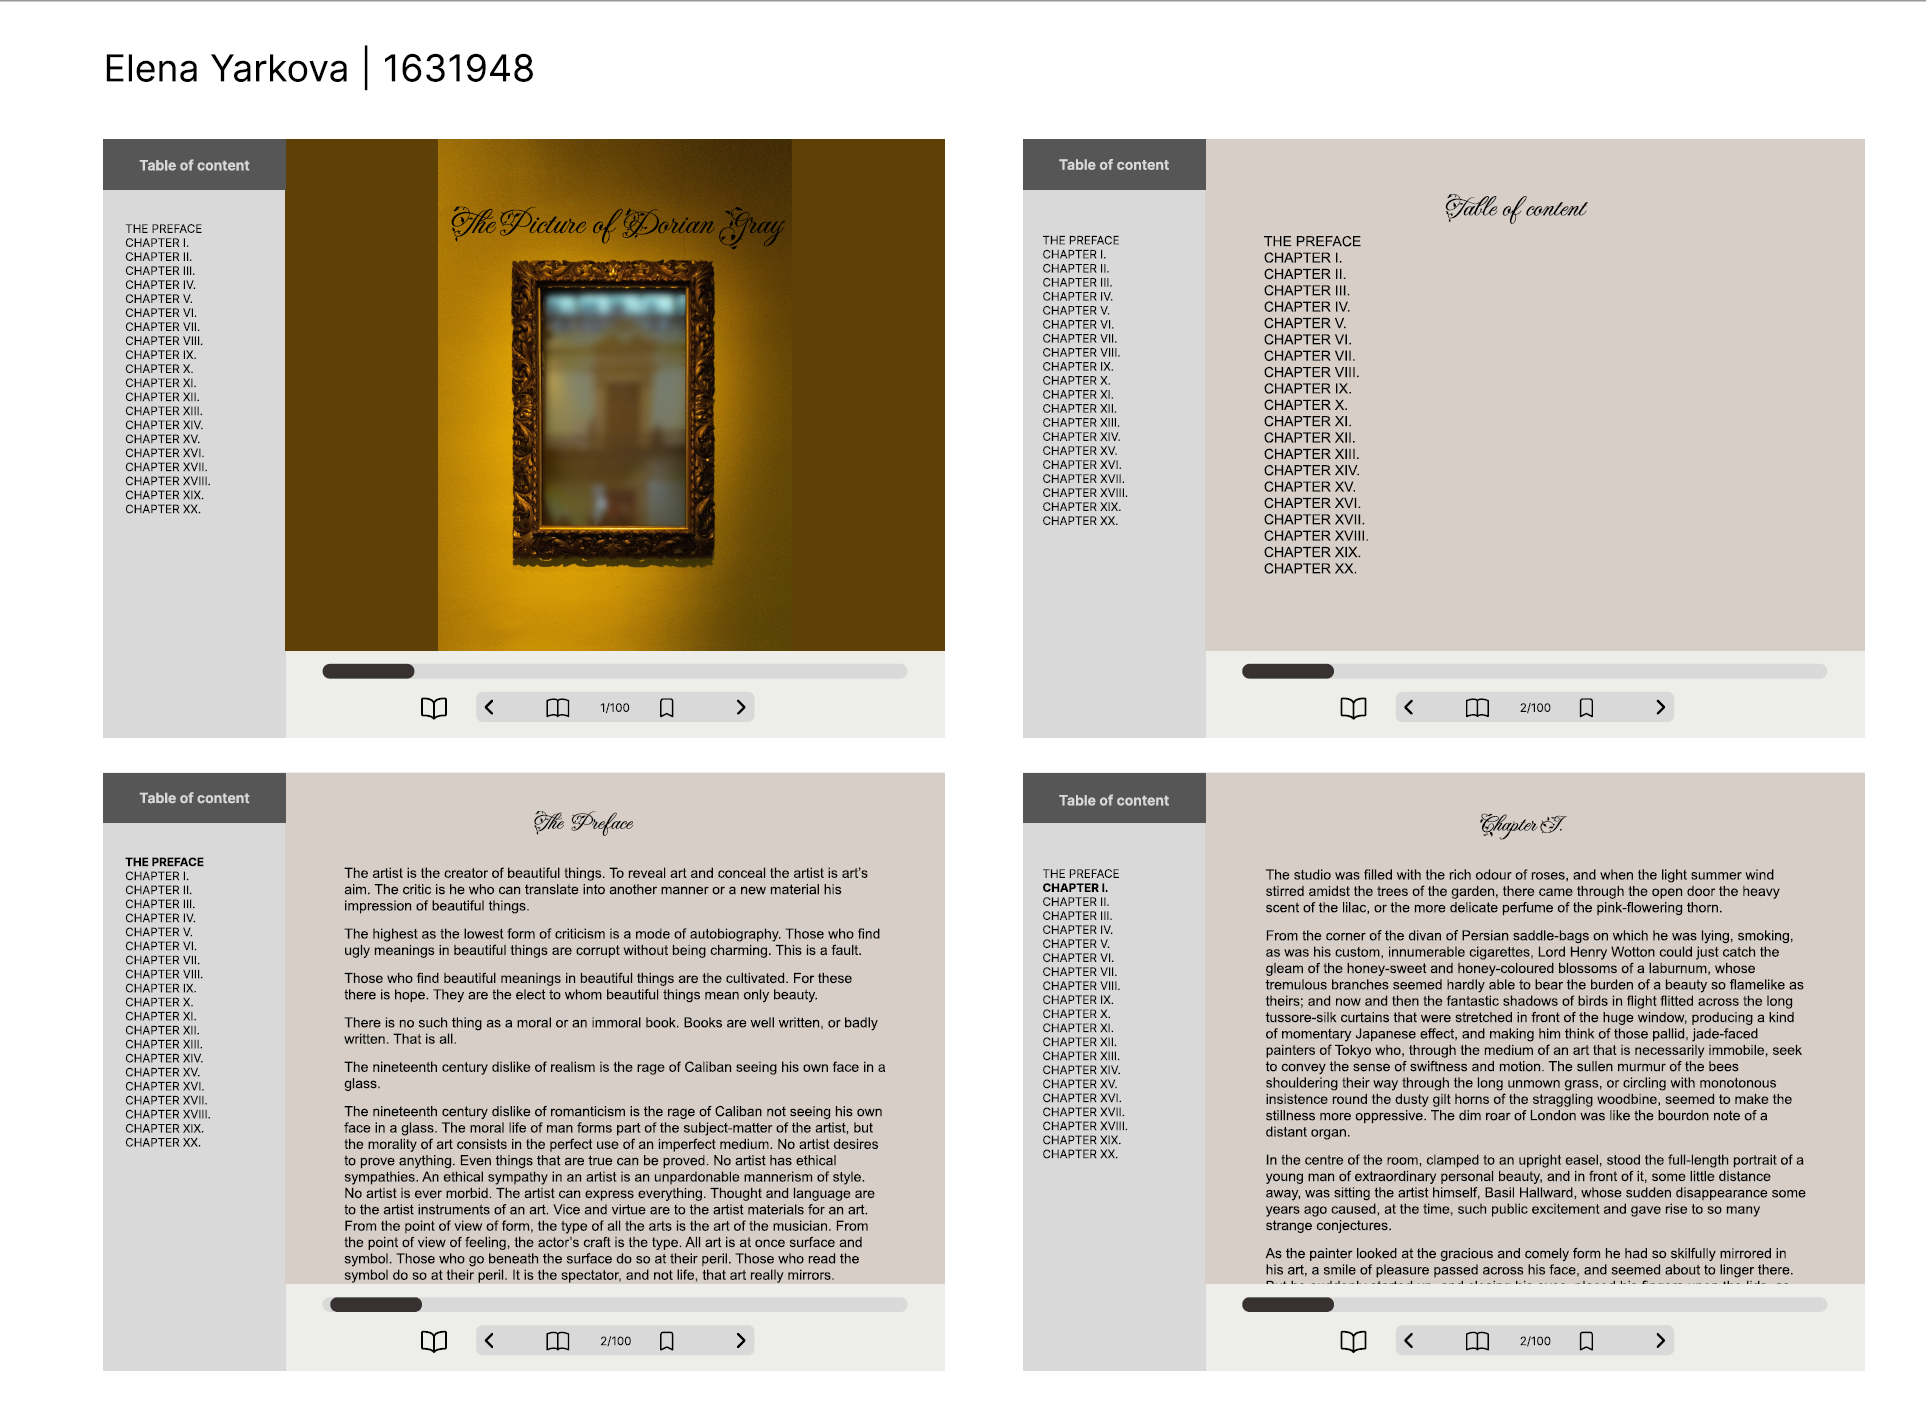 Elena Yarkova | 1631948
Table of content
THE PREFACE
CHAPTER I.
CHAPTER II.
CHAPTER III.
CHAPTER IV.
CHAPTER V.
CHAPTER VI.
CHAPTER VII.
CHAPTER VIII.
CHAPTER IX.
CHAPTER X.
CHAPTER XI.
CHAPTER XII.
CHAPTER XIII.
CHAPTER XIV.
CHAPTER XV.
CHAPTER XVI.
CHAPTER XVII.
CHAPTER XVIII.
CHAPTER XIX.
CHAPTER XX.
The Picture of Dorian Gray
1/100
Table of content
THE PREFACE
CHAPTER I.
CHAPTER II.
CHAPTER III.
CHAPTER IV.
CHAPTER V.
CHAPTER VI.
CHAPTER VII.
CHAPTER VIII.
CHAPTER IX.
CHAPTER X.
CHAPTER XI.
CHAPTER XII.
CHAPTER XIII.
CHAPTER XIV.
CHAPTER XV.
CHAPTER XVI.
CHAPTER XVII.
CHAPTER XVIII.
CHAPTER XIX.
CHAPTER XX.
Table of content
THE PREFACE
CHAPTER I.
CHAPTER II.
CHAPTER III.
CHAPTER IV.
CHAPTER V.
CHAPTER VI.
CHAPTER VII.
CHAPTER VIII.
CHAPTER IX.
CHAPTER X.
CHAPTER XI.
CHAPTER XII.
CHAPTER XIII.
CHAPTER XIV.
CHAPTER XV.
CHAPTER XVI.
CHAPTER XVII.
CHAPTER XVIII.
CHAPTER XIX.
CHAPTER XX.
2/100
Table of content
THE PREFACE
CHAPTER I.
CHAPTER II.
CHAPTER III.
CHAPTER IV.
CHAPTER V.
CHAPTER VI.
CHAPTER VII.
CHAPTER VIII.
CHAPTER IX.
CHAPTER X.
CHAPTER XI.
CHAPTER XII.
CHAPTER XIII.
CHAPTER XIV.
CHAPTER XV.
CHAPTER XVI.
CHAPTER XVII.
CHAPTER XVIII.
CHAPTER XIX.
CHAPTER XX.
The Preface
The artist is the creator of beautiful things. To reveal art and conceal the artist is art's
aim. The critic is he who can translate into another manner or a new material his
impression of beautiful things.
The highest as the lowest form of criticism is a mode of autobiography. Those who find
ugly meanings in beautiful things are corrupt without being charming. This is a fault.
Those who find beautiful meanings in beautiful things are the cultivated. For these
there is hope. They are the elect to whom beautiful things mean only beauty.
There is no such thing as a moral or an immoral book. Books are well written, or badly
written. That is all.
The nineteenth century dislike of realism is the rage of Caliban seeing his own face in a
glass.
The nineteenth century dislike of romanticism is the rage of Caliban not seeing his own
face in a glass. The moral life of man forms part of the subject-matter of the artist, but
the morality of art consists in the perfect use of an imperfect medium. No artist desires
to prove anything. Even things that are true can be proved. No artist has ethical
sympathies. An ethical sympathy in an artist is an unpardonable mannerism of style.
No artist is ever morbid. The artist can express everything. Thought and language are
to the artist instruments of an art. Vice and virtue are to the artist materials for an art.
From the point of view of form, the type of all the arts is the art of the musician. From
the point of view of feeling, the actor's craft is the type. All art is at once surface and
symbol. Those who go beneath the surface do so at their peril. Those who read the
symbol do so at their peril. It is the spectator, and not life, that art really mirrors.
2/100
Table of content
THE PREFACE
CHAPTER I.
CHAPTER II.
CHAPTER III.
CHAPTER IV.
CHAPTER V.
CHAPTER VI.
CHAPTER VII.
CHAPTER VIII.
CHAPTER IX.
CHAPTER X.
CHAPTER XI.
CHAPTER XII.
CHAPTER XIII.
CHAPTER XIV.
CHAPTER XV.
CHAPTER XVI.
CHAPTER XVII.
CHAPTER XVIII.
CHAPTER XIX.
CHAPTER XX.
Chapter I.
The studio was filled with the rich odour of roses, and when the light summer wind
stirred amidst the trees of the garden, there came through the open door the heavy
scent of the lilac, or the more delicate perfume of the pink-flowering thorn.
From the corner of the divan of Persian saddle-bags on which he was lying, smoking,
as was his custom, innumerable cigarettes, Lord Henry Wotton could just catch the
gleam of the honey-sweet and honey-coloured blossoms of a laburnum, whose
tremulous branches seemed hardly able to bear the burden of a beauty so flamelike as
theirs; and now and then the fantastic shadows of birds in flight flitted across the long
tussore-silk curtains that were stretched in front of the huge window, producing a kind
of momentary Japanese effect, and making him think of those pallid, jade-faced
painters of Tokyo who, through the medium of an art that is necessarily immobile, seek
to convey the sense of swiftness and motion. The sullen murmur of the bees
shouldering their way through the long unmown grass, or circling with monotonous
insistence round the dusty gilt horns of the straggling woodbine, seemed to make the
stillness more oppressive. The dim roar of London was like the bourdon note of a
distant organ.
In the centre of the room, clamped to an upright easel, stood the full-length portrait of a
young man of extraordinary personal beauty, and in front of it, some little distance
away, was sitting the artist himself, Basil Hallward, whose sudden disappearance some
years ago caused, at the time, such public excitement and gave rise to so many
strange conjectures.
As the painter looked at the gracious and comely form he had so skilfully mirrored in
his art, a smile of pleasure passed across his face, and seemed about to linger there.
2/100